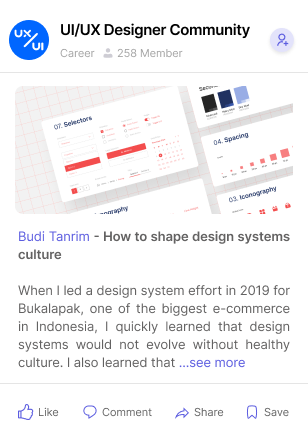 UX/UI
UI/UX Designer Community
Career 258 Member
07. Selectors
04. Spacing
03. Iconography
Budi Tanrim - How to shape design systems
culture
When I led a design system effort in 2019 for
Bukalapak, one of the biggest e-commerce
in Indonesia, I quickly learned that design
systems would not evolve without healthy
culture. I also learned that ...see more
Like Comment Share Save